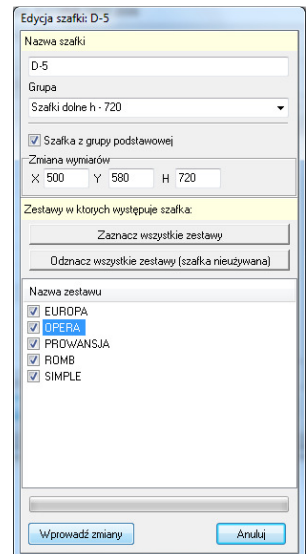 Edycja szafki: D-5
Nazwa szafki
D-5
Grupa
Szafki dolne h - 720
Szafka z grupy podstawowej
Zmiana wymiarów
X 500 Y 580 H 720
Zestawy w ktorych występuje szafka:
Zaznacz wszystkie zestawy
Odznacz wszystkie zestawy (szafka nieużywana)
Nazwa zestawu
EUROPA
OPERA
PROWANSJA
ROMB
SIMPLE
Wprowadź zmiany Anuluj